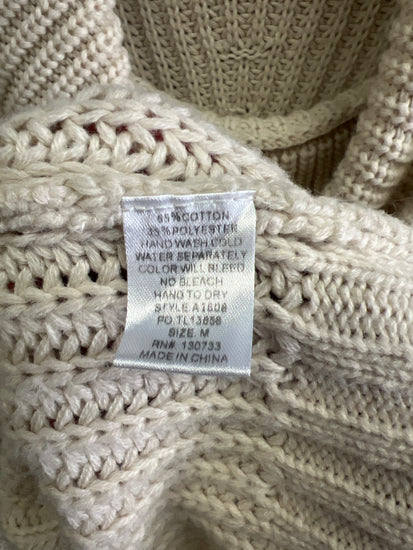 65%COTTON
35%POLYESTER
HAND WASH COLD
WATER SEPARATELY
COLOR WILL BLEED
NO BLEACH
HANG TO DRY
STYLE.A1608
PO.TL13858
SIZE: M
RN#: 130733
MADE IN CHINA